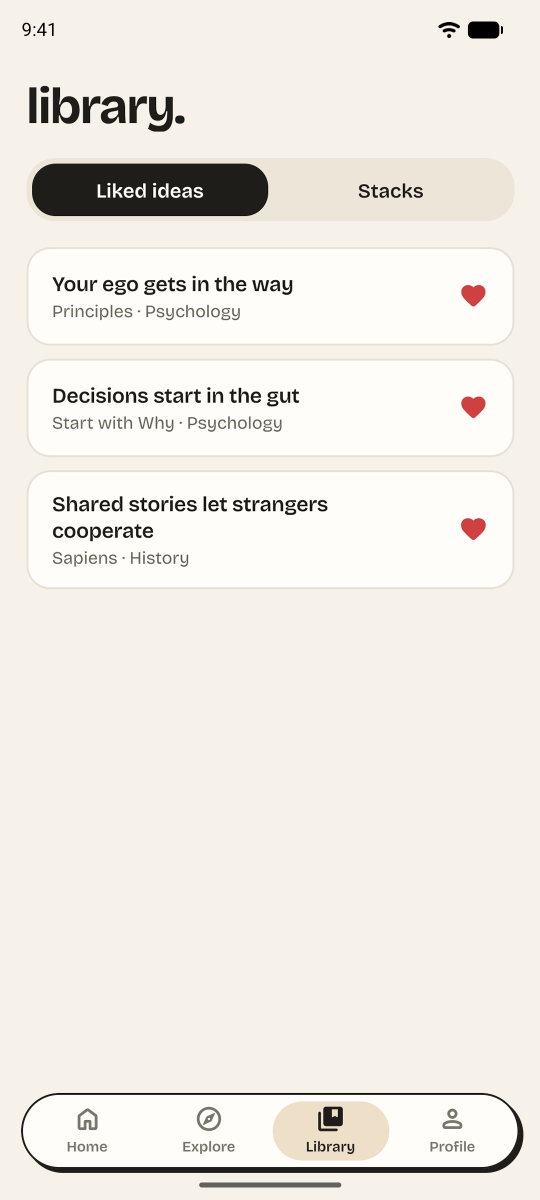 9:41
library.
Liked ideas
Stacks
Your ego gets in the way
Principles · Psychology
Decisions start in the gut
Start with Why · Psychology
Shared stories let strangers
cooperate
Sapiens · History
Home
Explore
Library
Profile